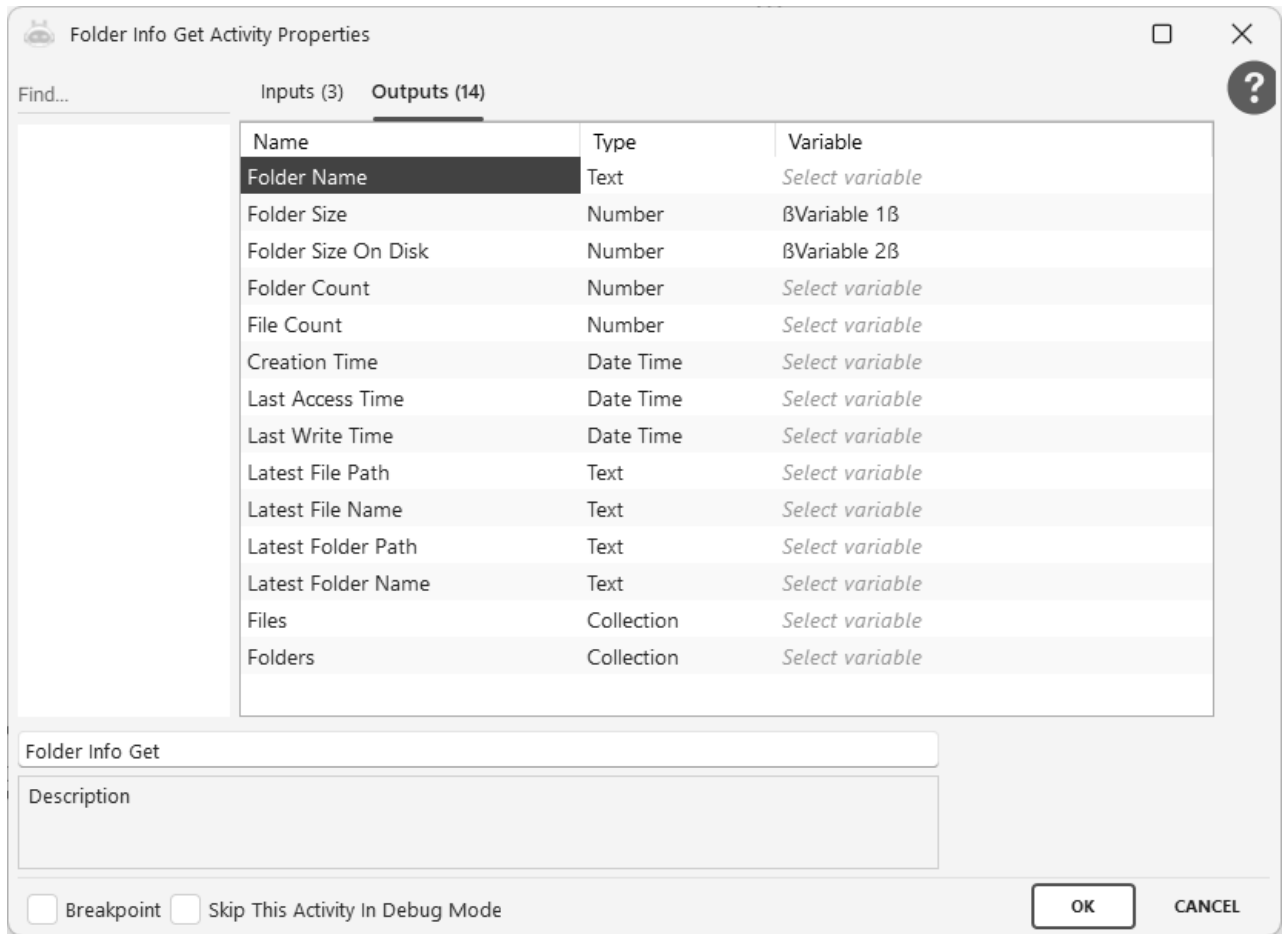 Folder Info Get Activity Properties
Find...
Inputs (3) Outputs (14)
?
Name Type Variable
Folder Name Text Select variable
Folder Size Number ßVariable 1ß
Folder Size On Disk Number ßVariable 2ß
Folder Count Number Select variable
File Count Number Select variable
Creation Time Date Time Select variable
Last Access Time Date Time Select variable
Last Write Time Date Time Select variable
Latest File Path Text Select variable
Latest File Name Text Select variable
Latest Folder Path Text Select variable
Latest Folder Name Text Select variable
Files Collection Select variable
Folders Collection Select variable
Folder Info Get
Description
Breakpoint Skip This Activity In Debug Mode OK CANCEL